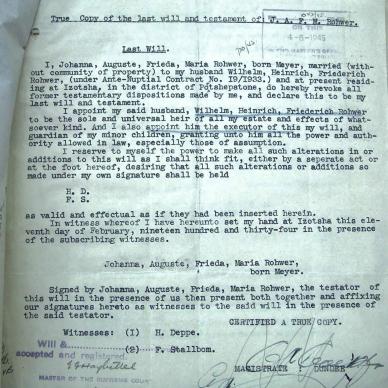 True Copy of the last will and testament of: J. A. F. M. Rohwer.
4-8-1945
Last Will.
I, Johanna, Auguste, Frieda, Maria Rohwer, born Meyer, married (with-
out community of property) to my husband Wilhelm, Heinrich, Friederich
Rohwer, (under Ante-Nuptial Contract No. 19/1933.) and at present resid-
ing at Izotsha, in the district of Potshepstone, do hereby revoke all
former testamentary dispositions made by me, and declare this to be my
last will and testament.
I appoint my said husband, Wilhelm, Heinrich, Friederich Rohwer
to be the sole and universal heir of all my estate and effects of what-
soever kind. And I also appoint him the executor of this my will, and
guardian of my minor children, granting unto him all the power and auth-
ority allowed in law, especially those of assumption.
I reserve to myself the power to make all such alterations in or
additions to this will as I shall think fit, either by a seperate act or
at the foot hereof, desiring that all such alterations or additions so
made under my own signature shall be held
H. D.
F. S.
as valid and effectual as if they had been inserted herein.
In witness whereof I have hereunto set my hand at Izotsha this ele-
venth day of February, nineteen hundred and thirty-four in the presence
of the subscribing witnesses.
Johanna, Auguste, Frieda, Maria Rohwer,
born Meyer.
Signed by Johanna, Auguste, Frieda, Maria Rohwer, the testator of
this will in the presence of us then present both together and affixing
our signatures hereto as witnesses to the said will in the presence of
the said testator.
CERTIFIED A TRUE COPY.
Witnesses: (1) H. Deppe.
Will &
(2) F. Stallbom.
accepted and registered.
MAGISTRATE : DUNDEE
MASTER OF THE SUPREME COURT